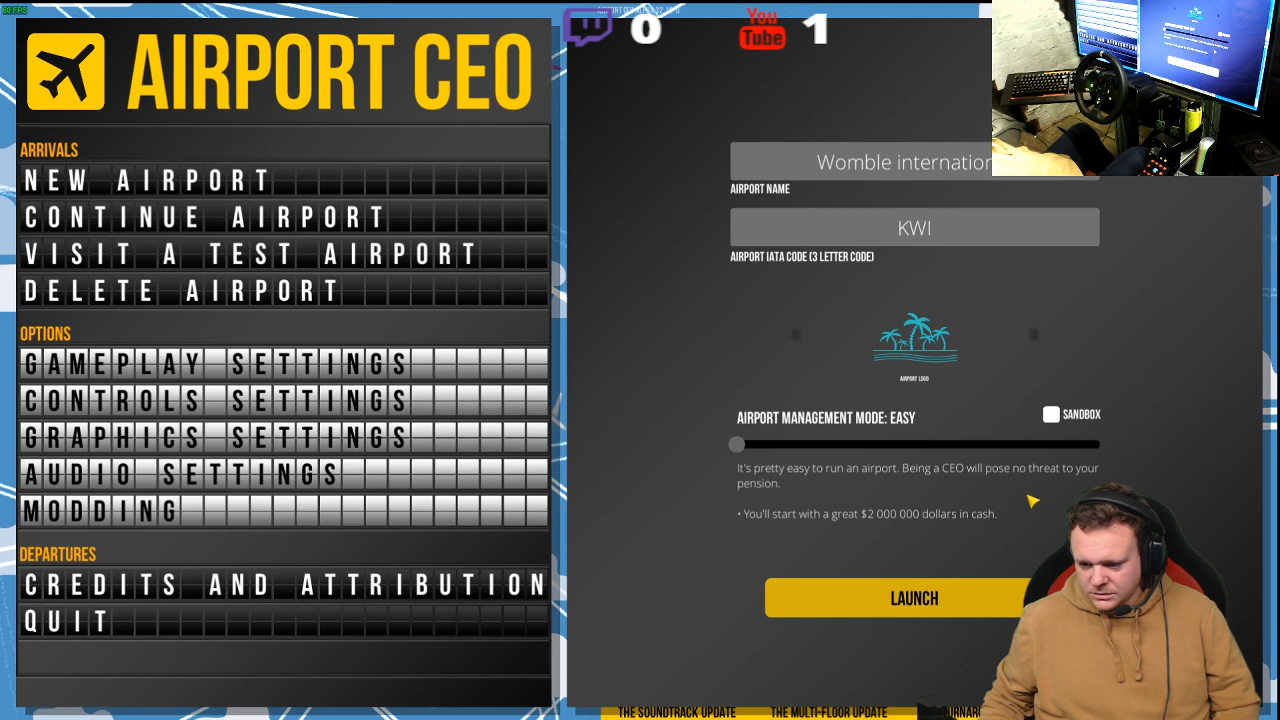 60 FPS
0
You
Tube
1
AIRPORT CEO
ARRIVALS
NEW AIRPORT
CONTINUE AIRPORT
VISIT A TEST AIRPORT
DELETE AIRPORT
OPTIONS
GAMEPLAY SETTINGS
CONTROLS SETTINGS
GRAPHICS SETTINGS
AUDIO SETTINGS
MODDING
DEPARTURES
CREDITS AND ATTRIBUTION
QUIT
Womble internation
AIRPORT NAME
KWI
AIRPORT IATA CODE (3 LETTER CODE)
AIRPORT LOGO
AIRPORT MANAGEMENT MODE: EASY
SANDBOX
It's pretty easy to run an airport. Being a CEO will pose no threat to your
pension.
• You'll start with a great $2 000 000 dollars in cash.
LAUNCH
THE SOUNDTRACK UPDATE
THE MULTI-FLOOR UPDATE